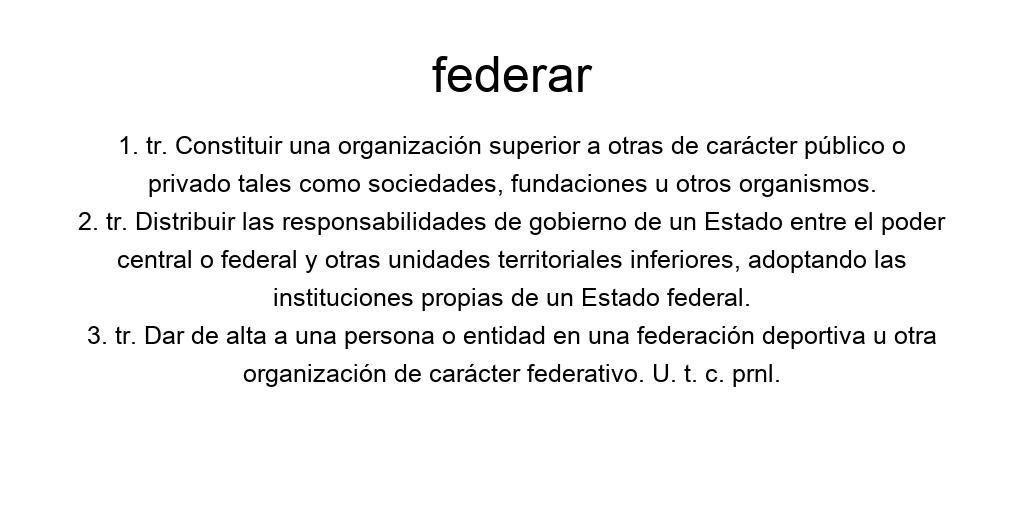 federar
1. tr. Constituir una organización superior a otras de carácter público o
privado tales como sociedades, fundaciones u otros organismos.
2. tr. Distribuir las responsabilidades de gobierno de un Estado entre el poder
central o federal y otras unidades territoriales inferiores, adoptando las
instituciones propias de un Estado federal.
3. tr. Dar de alta a una persona o entidad en una federación deportiva u otra
organización de carácter federativo. U. t. c. prnl.